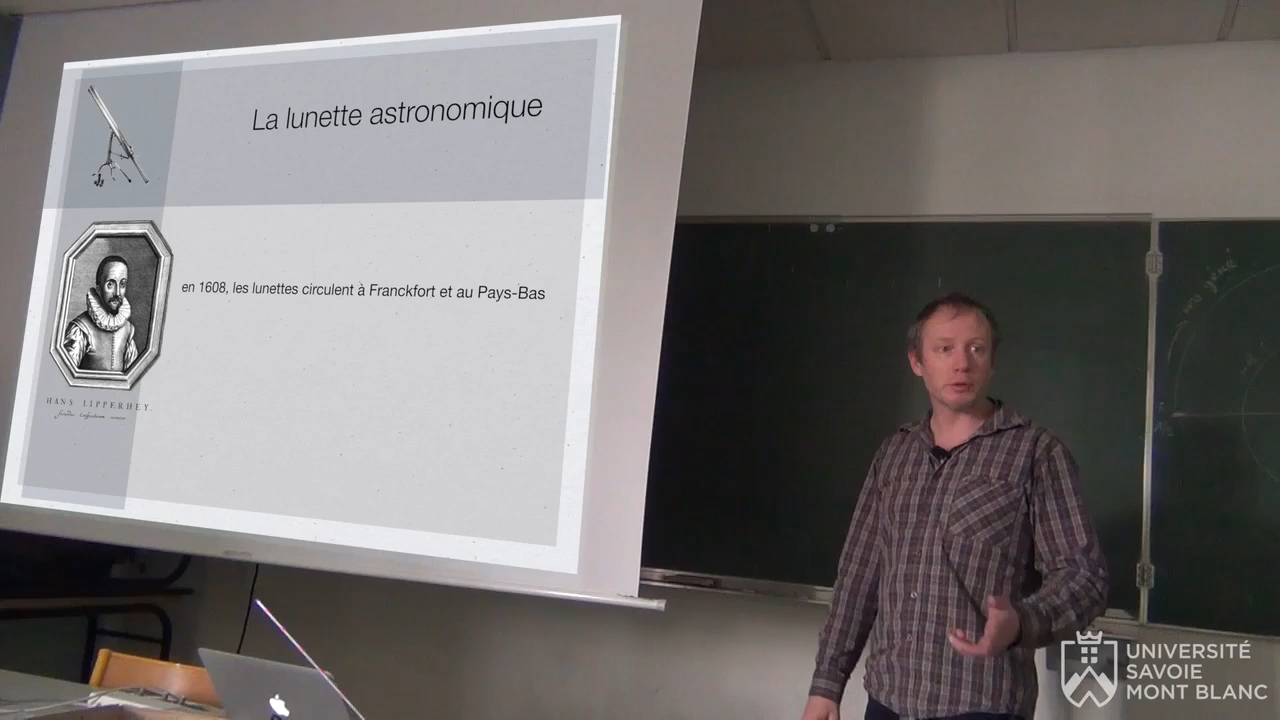 La lunette astronomique
en 1608, les lunettes circulent à Franckfort et au Pays-Bas
HANS LIPPERHEY.
UNIVERSITÉ
SAVOIE
MONT BLANC